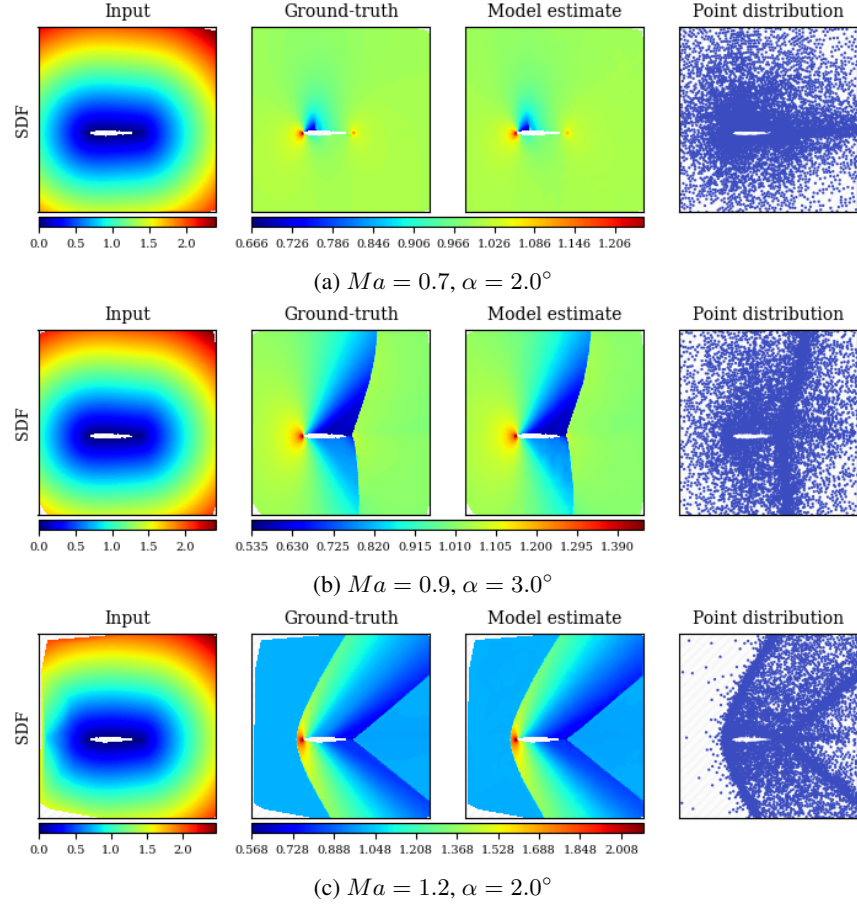 Input Ground-truth Model estimate Point distribution
SDF
0.0 0.5 1.0 1.5 2.0 0.666 0.726 0.786 0.846 0.906 0.966 1.026 1.086 1.146 1.206
(a) Ma = 0.7, α = 2.0°
Input Ground-truth Model estimate Point distribution
SDF
0.0 0.5 1.0 1.5 2.0 0.535 0.630 0.725 0.820 0.915 1.010 1.105 1.200 1.295 1.390
(b) Ma = 0.9, α = 3.0°
Input Ground-truth Model estimate Point distribution
SDF
0.0 0.5 1.0 1.5 2.0 0.568 0.728 0.888 1.048 1.208 1.368 1.528 1.688 1.848 2.008
(c) Ma = 1.2, α = 2.0°